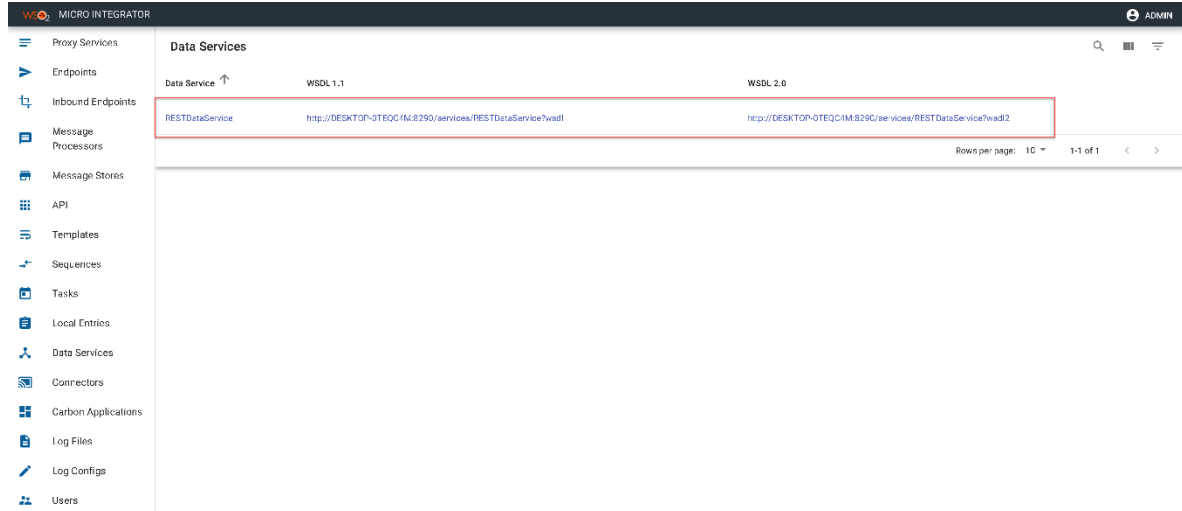 WSO2 MICRO INTEGRATOR
ADMIN
Proxy Services
Endpoints
Inbound Endpoints
Message
Processors
Message Stores
API
Templates
Sequences
Tasks
Local Entries
Data Services
Connectors
Carbon Applications
Log Files
Log Configs
Users
Data Services
Data Service WSDL 1.1 WSDL 2.0
RESTDataService http://DESKTOP-0TEQC4M:8290/services/RESTDataService?wsdl http://DESKTOP-0TEQC4M:8290/services/RESTDataService?wsdl2
Rows per page: 10 1-1 of 1